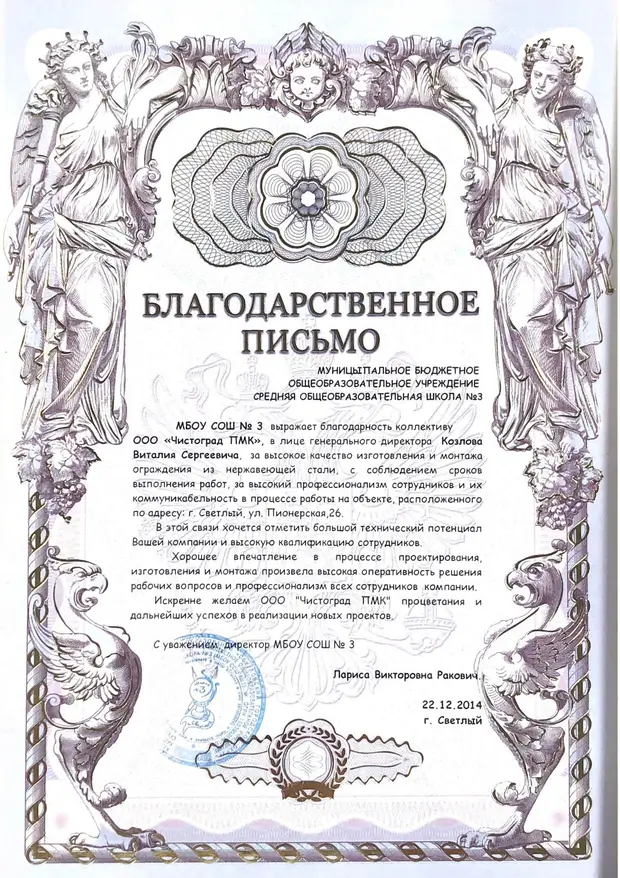 БЛАГОДАРСТВЕННОЕ
ПИСЬМО
МУНИЦЫПАЛЬНОЕ БЮДЖЕТНОЕ
ОБЩЕОБРАЗОВАТЕЛЬНОЕ УЧРЕЖДЕНИЕ
СРЕДНЯЯ ОБЩЕОБРАЗОВАТЕЛЬНАЯ ШКОЛА №3
МБОУ СОШ № 3 выражает благодарность коллективу
ООО «Чистоград ПМК», в лице генерального директора Козлова
Виталия Сергеевича, за высокое качество изготовления и монтажа
ограждения из нержавеющей стали, с соблюдением сроков
выполнения работ, за высокий профессионализм сотрудников и их
коммуникабельность в процессе работы на объекте, расположенного
по адресу: г. Светлый, ул. Пионерская,26.
В этой связи хочется отметить большой технический потенциал
Вашей компании и высокую квалификацию сотрудников.
Хорошее впечатление в процессе проектирования,
изготовления и монтажа произвела высокая оперативность решения
рабочих вопросов и профессионализм всех сотрудников компании.
Искренне желаем ООО "Чистоград ПМК" процветания и
дальнейших успехов в реализации новых проектов.
С уважением, директор МБОУ СОШ № 3
Лариса Викторовна Ракович.
22.12.2014
г. Светлый